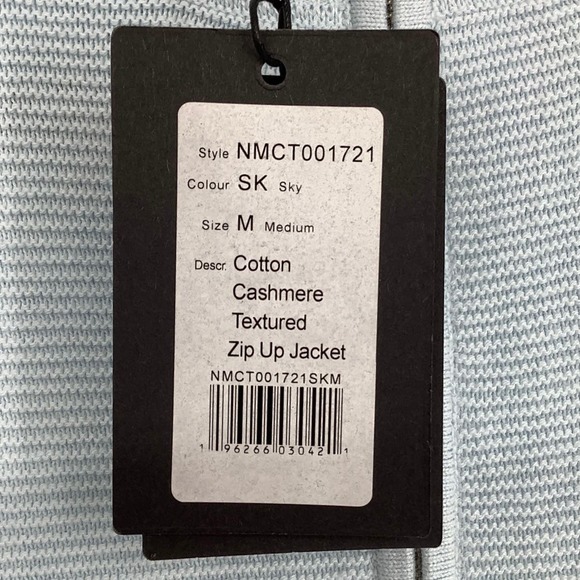 Style NMCT001721
Colour SK Sky
Size M Medium
Descr. Cotton
Cashmere
Textured
Zip Up Jacket
NMCT001721SKM
1 96266 03042 1